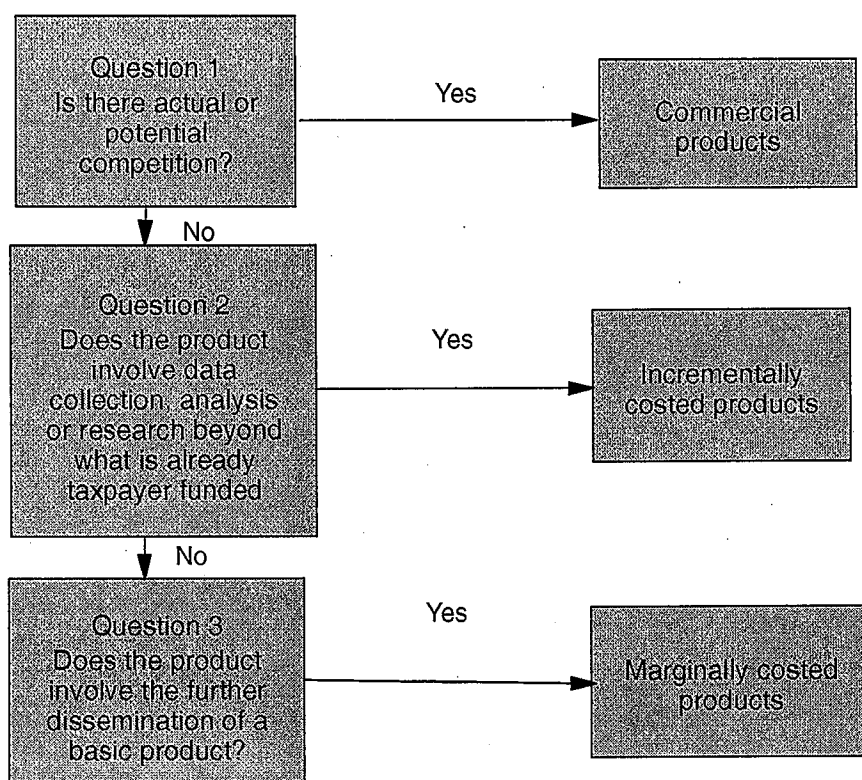 Question 1
Is there actual or
potential
competition?
Yes
Commercial
products
No
Question 2
Does the product
involve data
collection, analysis
or research beyond
what is already
taxpayer funded
Yes
Incrementally
costed products
No
Question 3
Does the product
involve the further
dissemination of a
basic product?
Yes
Marginally costed
products